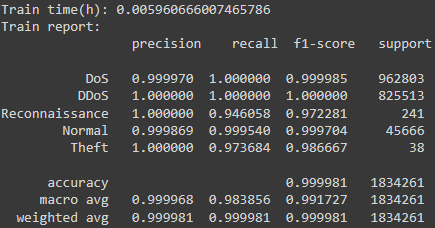 Train time(h): 0.005960666007465786
Train report:
precision recall f1-score support
DoS 0.999970 1.000000 0.999985 962803
DDoS 1.000000 1.000000 1.000000 825513
Reconnaissance 1.000000 0.946058 0.972281 241
Normal 0.999869 0.999540 0.999704 45666
Theft 1.000000 0.973684 0.986667 38
accuracy 0.999981 1834261
macro avg 0.999968 0.983856 0.991727 1834261
weighted avg 0.999981 0.999981 0.999981 1834261